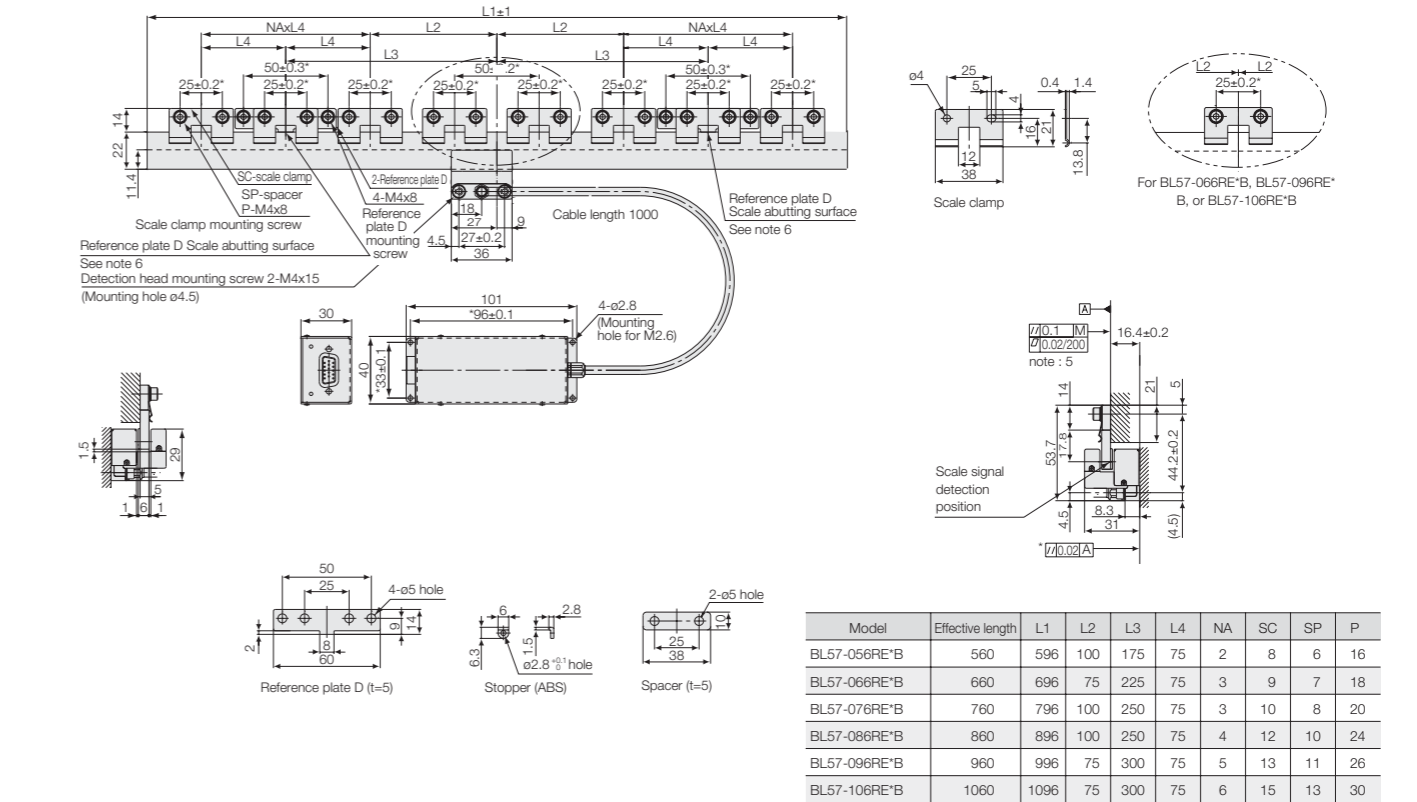 L1±1
NAxL4
L2
L2
NAxL4
L4
L4
L3
L3
L4
L4
50±0.3*
50±0.3*
25±0.2*
25±0.2*
25±0.2*
25±0.2*
25±0.2*
25±0.2*
25±0.2*
25±0.2*
14
22
11.4
SC-scale clamp
SP-spacer
P-M4x8
Scale clamp mounting screw
Reference plate D Scale abutting surface
See note 6
Detection head mounting screw 2-M4x15
(Mounting hole ø4.5)
2-Reference plate D
4-M4x8
Reference
plate D
mounting
screw
18
27
9
4.5
27±0.2
36
Cable length 1000
Reference plate D
Scale abutting surface
See note 6
ø4
25
5
4
16
21
12
38
0.4
1.4
13.8
Scale clamp
L2
L2
25±0.2*
For BL57-066RE*B, BL57-096RE*
B, or BL57-106RE*B
30
101
*96±0.1
40
*33±0.1
4-ø2.8
(Mounting
hole for M2.6)
1.5
29
5
1
6
1
A
0.1 M
0.02/200
note : 5
16.4±0.2
14
21
5
53.7
17.8
44.2±0.2
Scale signal
detection
position
4.5
8.3
31
(4.5)
* 0.02 A
50
25
4-ø5 hole
2
8
60
9
14
Reference plate D (t=5)
6
2.8
6.3
1.5
ø2.8 +0.1 0 hole
Stopper (ABS)
2-ø5 hole
10
25
38
Spacer (t=5)
Model Effective length L1 L2 L3 L4 NA SC SP P
BL57-056RE*B 560 596 100 175 75 2 8 6 16
BL57-066RE*B 660 696 75 225 75 3 9 7 18
BL57-076RE*B 760 796 100 250 75 3 10 8 20
BL57-086RE*B 860 896 100 250 75 4 12 10 24
BL57-096RE*B 960 996 75 300 75 5 13 11 26
BL57-106RE*B 1060 1096 75 300 75 6 15 13 30